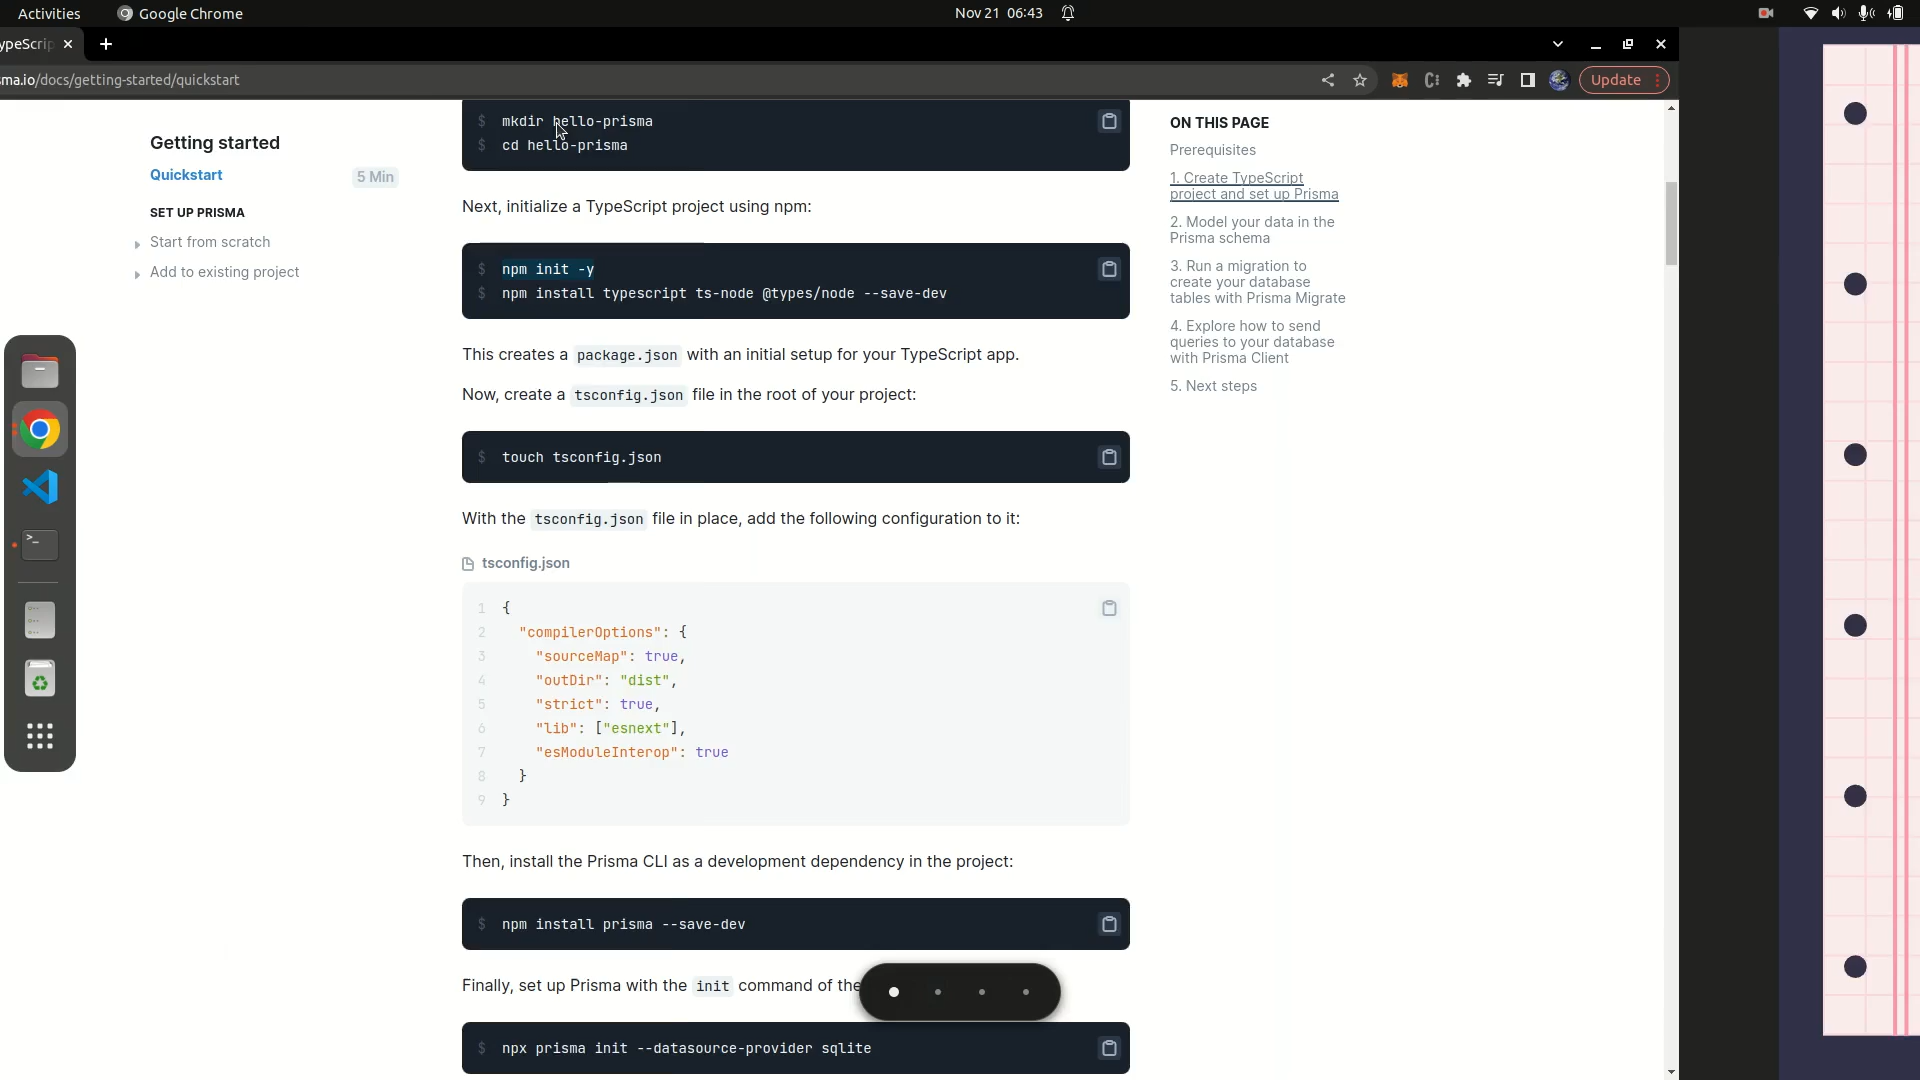 Activities
Google Chrome
Nov 21 06:43
ypeScrip
ma.io/docs/getting-started/quickstart
Update
Getting started
Quickstart
5 Min
SET UP PRISMA
Start from scratch
Add to existing project
$ mkdir hello-prisma
$ cd hello-prisma
Next, initialize a TypeScript project using npm:
$ npm init -y
$ npm install typescript ts-node @types/node --save-dev
This creates a package.json with an initial setup for your TypeScript app.
Now, create a tsconfig.json file in the root of your project:
$ touch tsconfig.json
With the tsconfig.json file in place, add the following configuration to it:
tsconfig.json
1 {
2 "compilerOptions": {
3 "sourceMap": true,
4 "outDir": "dist",
5 "strict": true,
6 "lib": ["esnext"],
7 "esModuleInterop": true
8 }
9 }
Then, install the Prisma CLI as a development dependency in the project:
$ npm install prisma --save-dev
Finally, set up Prisma with the init command of the
$ npx prisma init --datasource-provider sqlite
ON THIS PAGE
Prerequisites
1. Create TypeScript
project and set up Prisma
2. Model your data in the
Prisma schema
3. Run a migration to
create your database
tables with Prisma Migrate
4. Explore how to send
queries to your database
with Prisma Client
5. Next steps